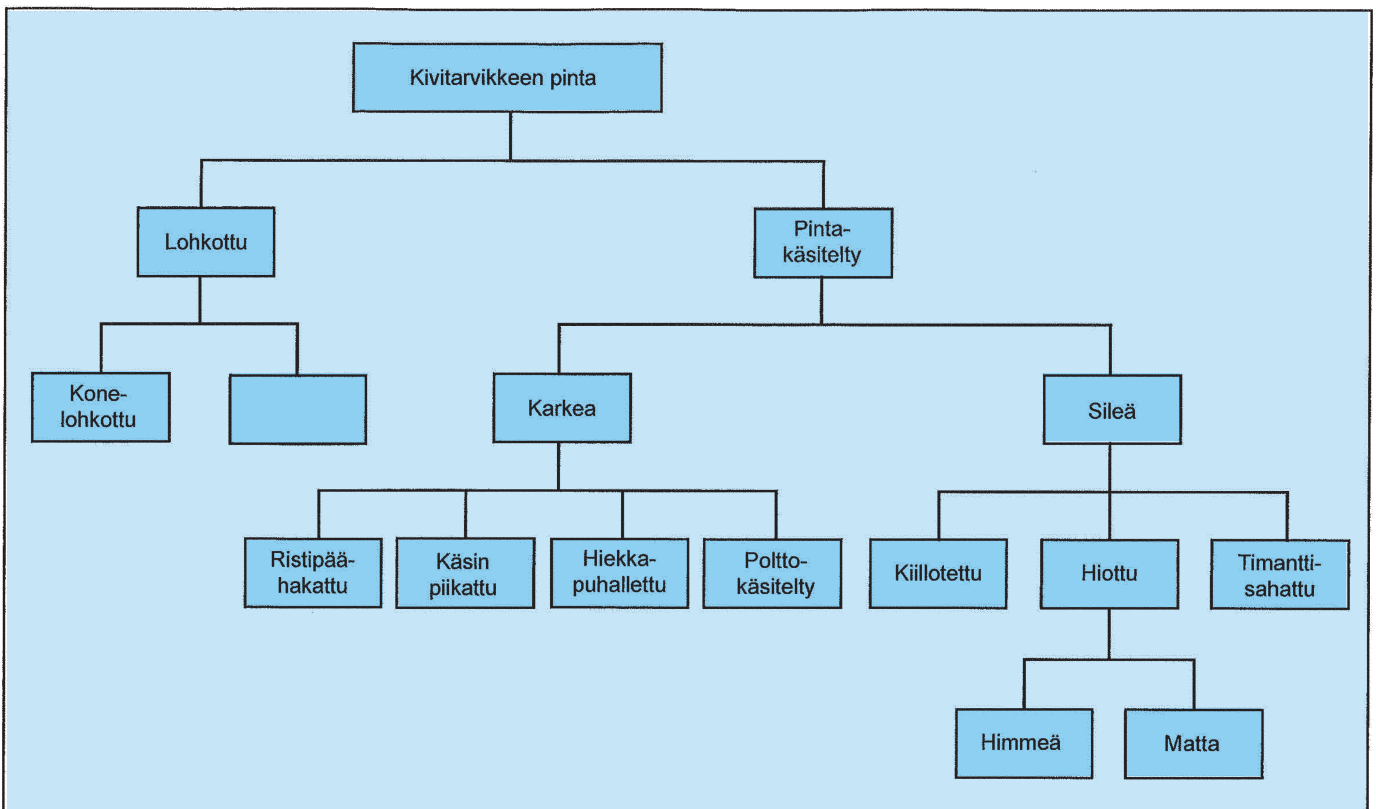 Kivitarvikkeen pinta
Lohkottu
Pinta-
käsitelty
Kone-
lohkottu
Karkea
Sileä
Ristipää-
hakattu
Käsin
piikattu
Hiekka-
puhallettu
Poltto-
käsitelty
Kiillotettu
Hiottu
Timantti-
sahattu
Himmeä
Matta